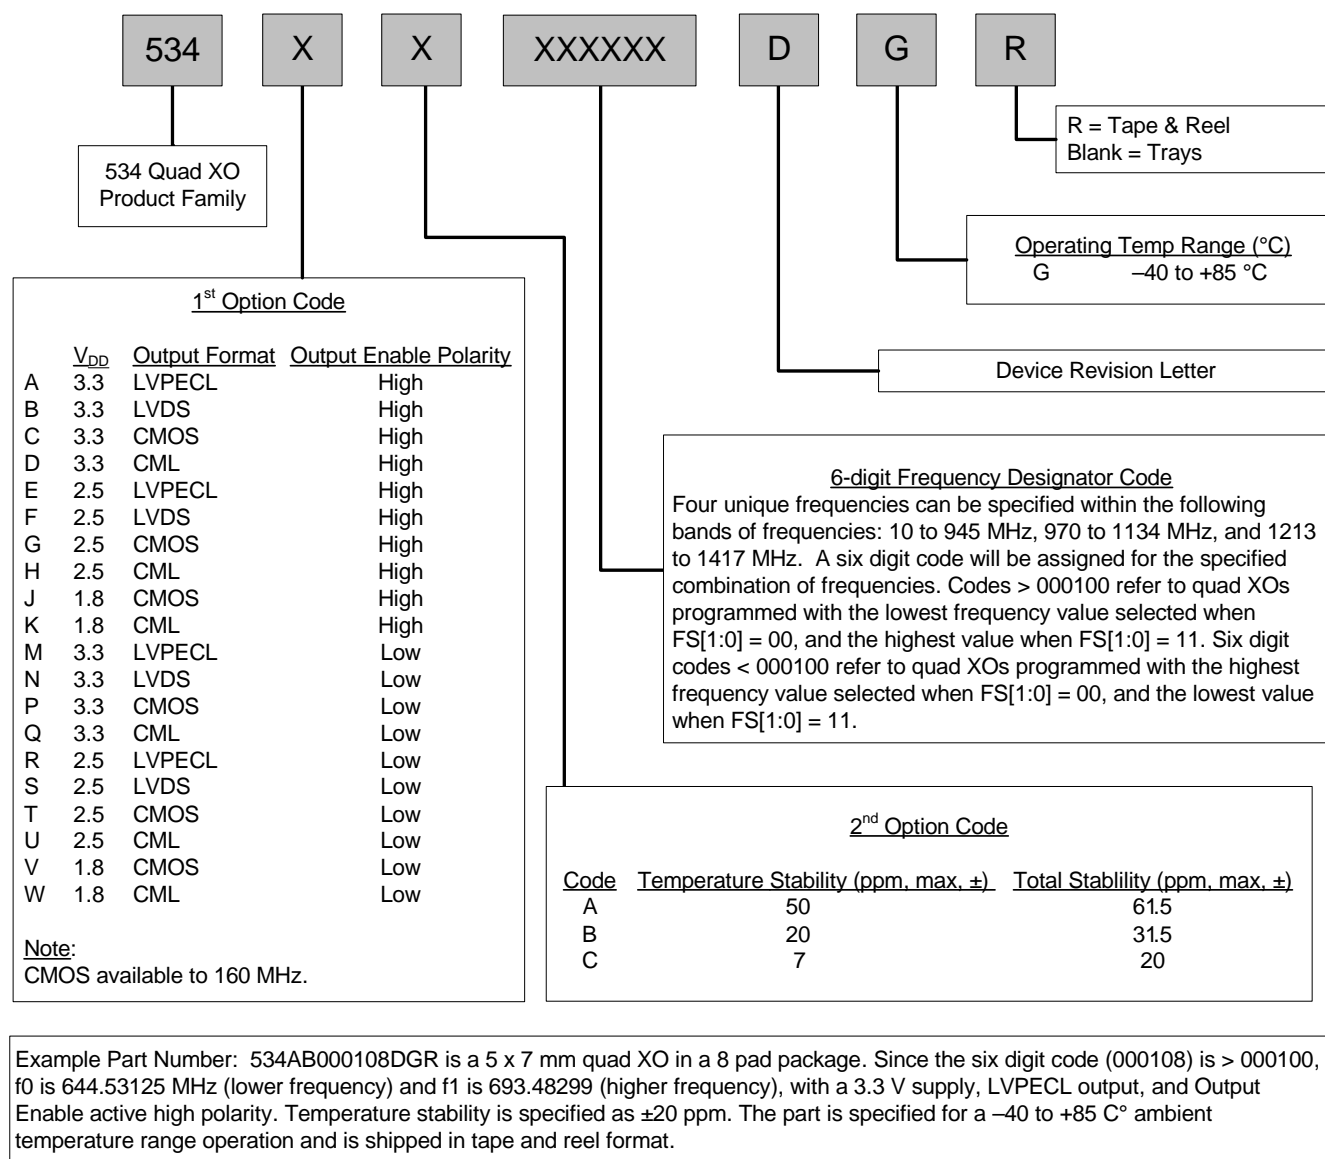 534 X X XXXXXX D G R
R = Tape & Reel
Blank = Trays
534 Quad XO
Product Family
Operating Temp Range (°C)
G –40 to +85 °C
Device Revision Letter
1st Option Code
VDD Output Format Output Enable Polarity
A 3.3 LVPECL High
B 3.3 LVDS High
C 3.3 CMOS High
D 3.3 CML High
E 2.5 LVPECL High
F 2.5 LVDS High
G 2.5 CMOS High
H 2.5 CML High
J 1.8 CMOS High
K 1.8 CML High
M 3.3 LVPECL Low
N 3.3 LVDS Low
P 3.3 CMOS Low
Q 3.3 CML Low
R 2.5 LVPECL Low
S 2.5 LVDS Low
T 2.5 CMOS Low
U 2.5 CML Low
V 1.8 CMOS Low
W 1.8 CML Low
Note:
CMOS available to 160 MHz.
6-digit Frequency Designator Code
Four unique frequencies can be specified within the following
bands of frequencies: 10 to 945 MHz, 970 to 1134 MHz, and 1213
to 1417 MHz. A six digit code will be assigned for the specified
combination of frequencies. Codes > 000100 refer to quad XOs
programmed with the lowest frequency value selected when
FS[1:0] = 00, and the highest value when FS[1:0] = 11. Six digit
codes < 000100 refer to quad XOs programmed with the highest
frequency value selected when FS[1:0] = 00, and the lowest value
when FS[1:0] = 11.
2nd Option Code
Code Temperature Stability (ppm, max, ±) Total Stablility (ppm, max, ±)
A 50 61.5
B 20 31.5
C 7 20
Example Part Number: 534AB000108DGR is a 5 x 7 mm quad XO in a 8 pad package. Since the six digit code (000108) is > 000100,
f0 is 644.53125 MHz (lower frequency) and f1 is 693.48299 (higher frequency), with a 3.3 V supply, LVPECL output, and Output
Enable active high polarity. Temperature stability is specified as ±20 ppm. The part is specified for a –40 to +85 C° ambient
temperature range operation and is shipped in tape and reel format.